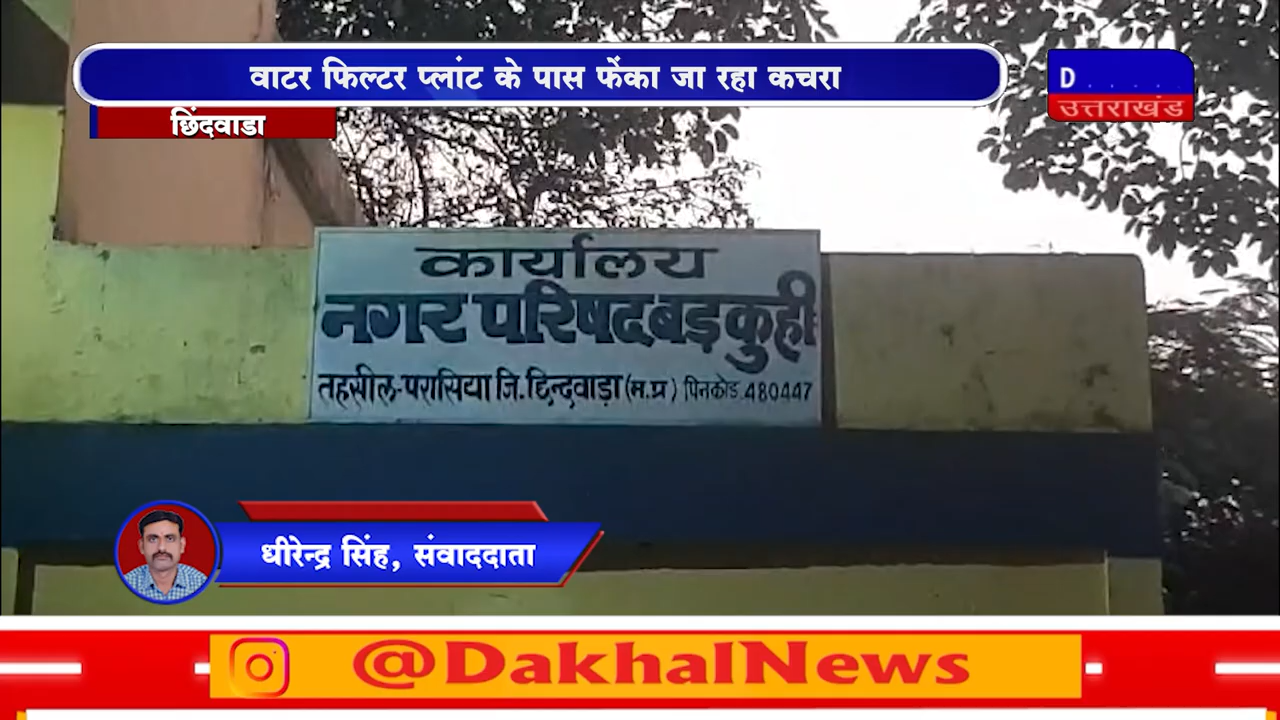 वाटर फिल्टर प्लांट के पास फेंका जा रहा कचरा
छिंदवाडा
D.....
उत्तराखंड
कार्यालय
नगर परिषद बड़कुही
तहसील-परासिया जि. छिन्दवाड़ा (म.प्र) पिनकोड. 480447
धीरेन्द्र सिंह, संवाददाता
@DakhalNews